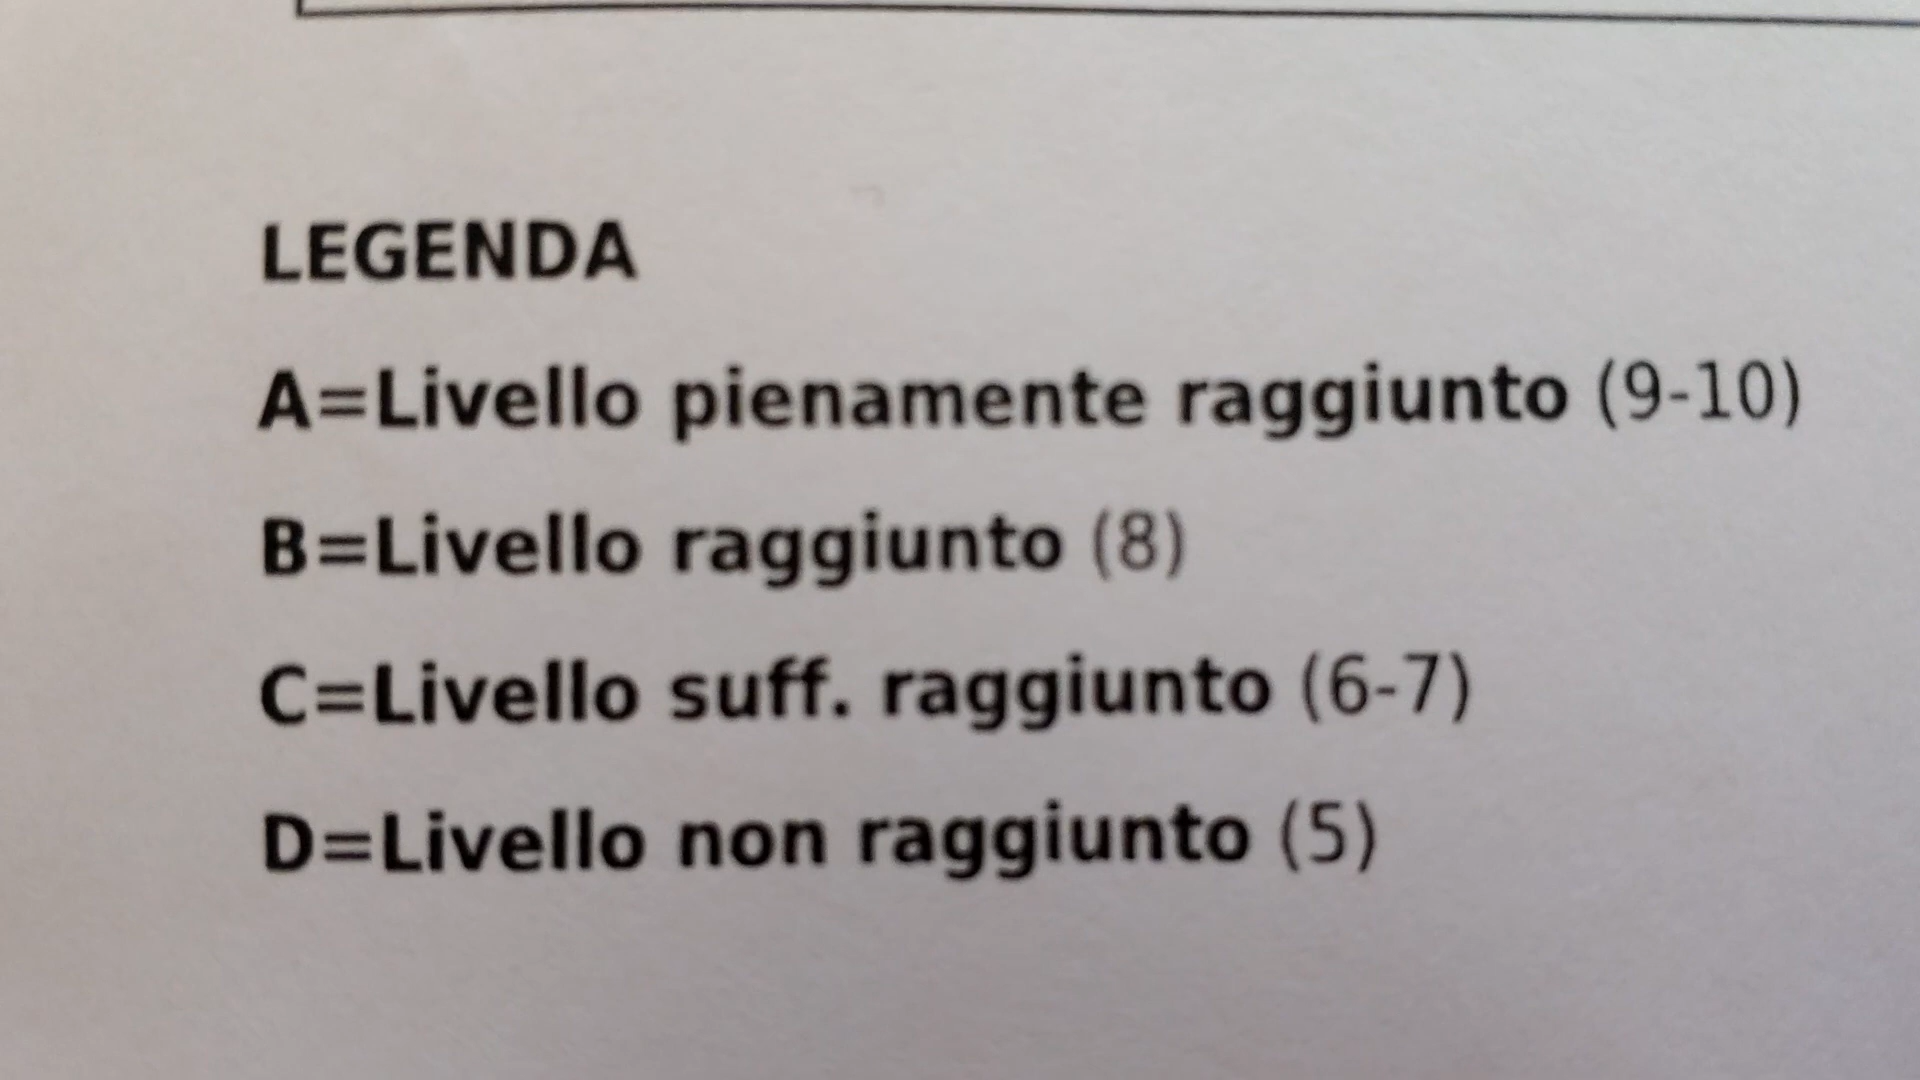 LEGENDA
A=Livello pienamente raggiunto (9-10)
B=Livello raggiunto (8)
C=Livello suff. raggiunto (6-7)
D=Livello non raggiunto (5)